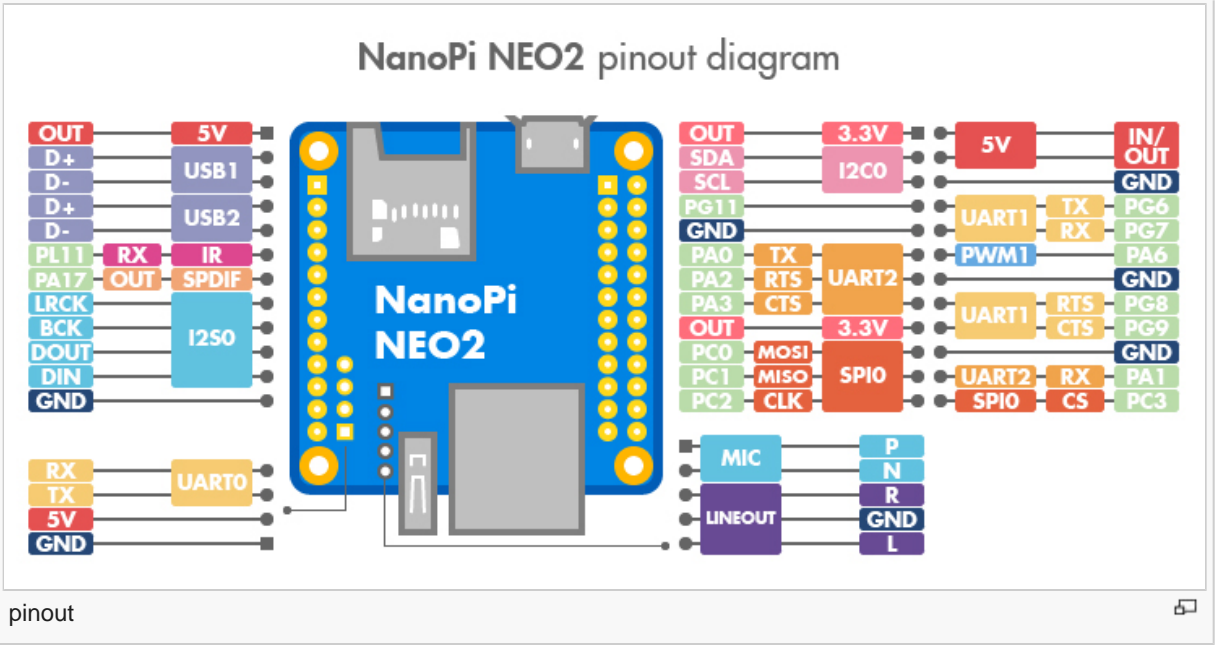 NanoPi NEO2 pinout diagram
OUT 5V
D+ USB1
D-
D+ USB2
D-
PL11 RX IR
PA17 OUT SPDIF
LRCK I2S0
BCK
DOUT
DIN
GND
RX UART0
TX
5V
GND
NanoPi
NEO2
OUT 3.3V
SDA I2C0
SCL
PG11
GND
PA0 TX UART2
PA2 RTS
PA3 CTS
OUT 3.3V
PC0 MOSI SPI0
PC1 MISO
PC2 CLK
5V IN/
OUT
GND
UART1 TX PG6
RX PG7
PWM1 PA6
GND
UART1 RTS PG8
CTS PG9
GND
UART2 RX PA1
SPI0 CS PC3
MIC P
N
LINEOUT R
GND
L
pinout